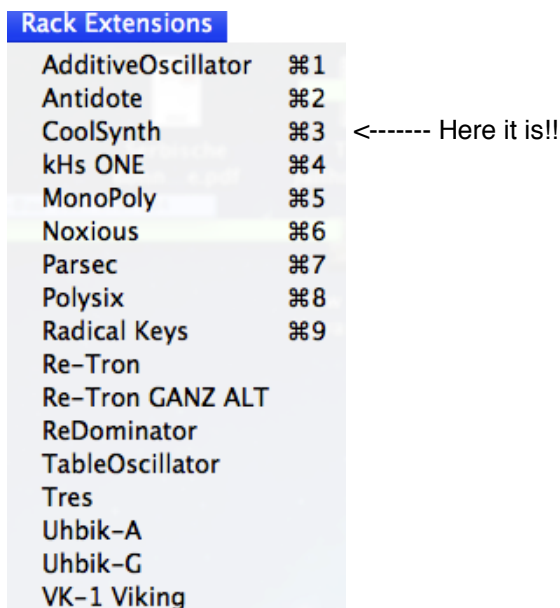 Rack Extensions
AdditiveOscillator ⌘1
Antidote ⌘2
CoolSynth ⌘3 <------- Here it is!!
kHs ONE ⌘4
MonoPoly ⌘5
Noxious ⌘6
Parsec ⌘7
Polysix ⌘8
Radical Keys ⌘9
Re-Tron
Re-Tron GANZ ALT
ReDominator
TableOscillator
Tres
Uhbik-A
Uhbik-G
VK-1 Viking